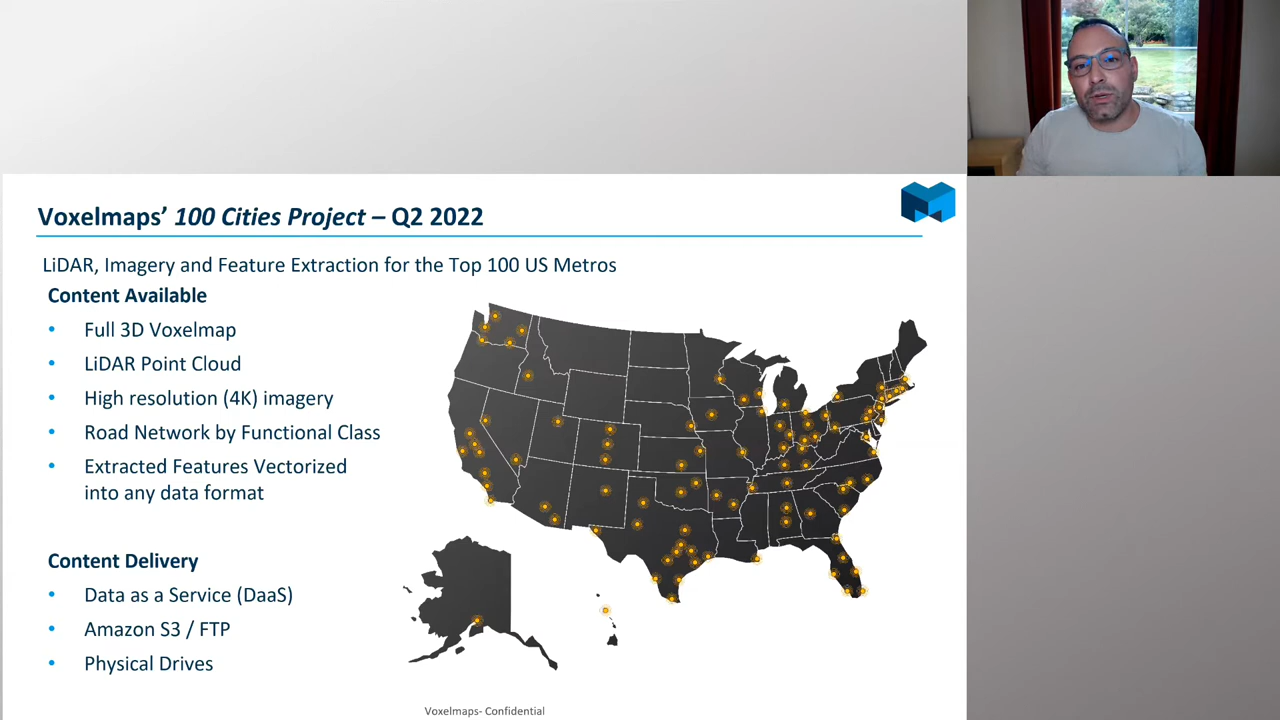 Voxelmaps’ 100 Cities Project – Q2 2022
LiDAR, Imagery and Feature Extraction for the Top 100 US Metros
Content Available
• Full 3D Voxelmap
• LiDAR Point Cloud
• High resolution (4K) imagery
• Road Network by Functional Class
• Extracted Features Vectorized
into any data format
Content Delivery
• Data as a Service (DaaS)
• Amazon S3 / FTP
• Physical Drives
Voxelmaps- Confidential